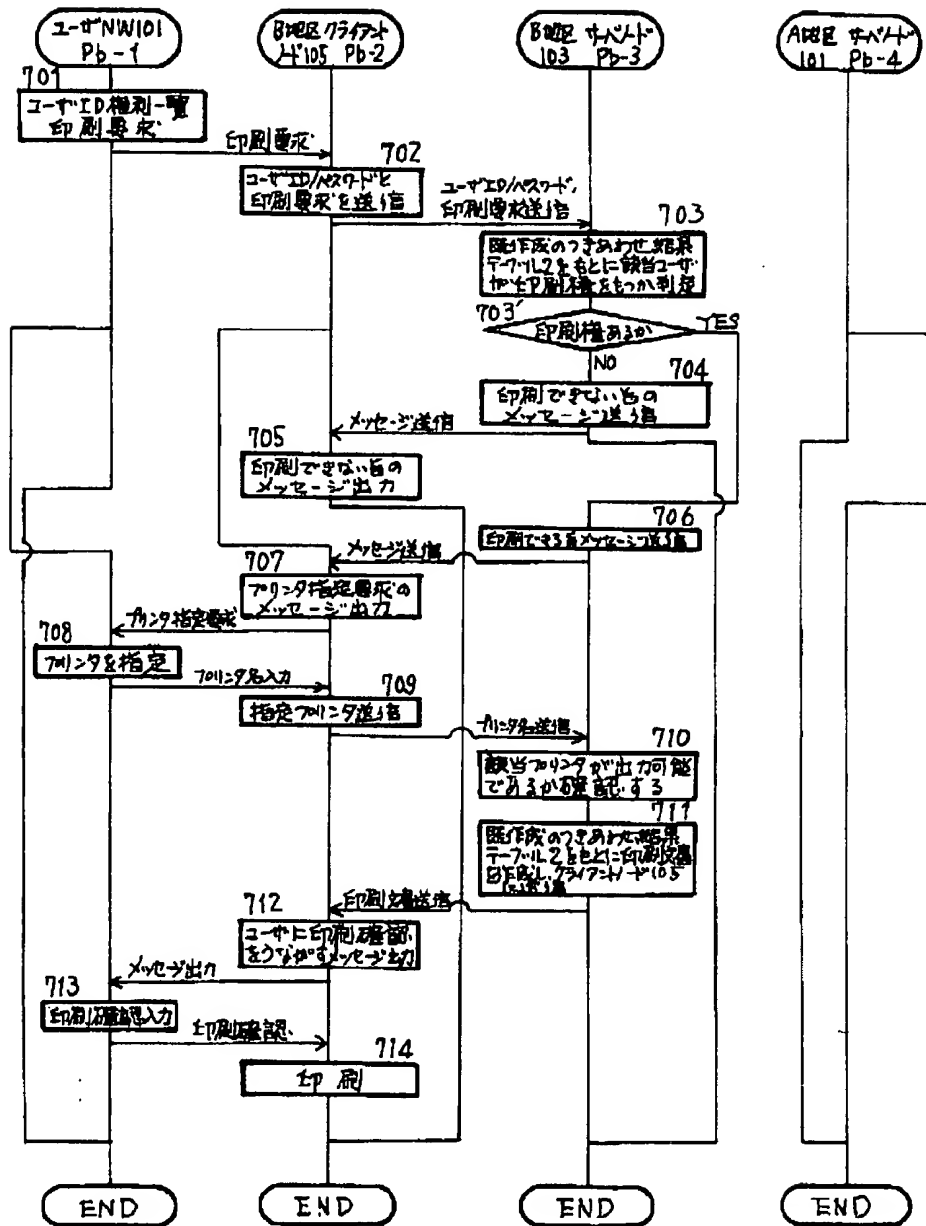 ユーザNW101
Pb-1
B地区 クライアント
ノード105 Pb-2
B地区 サーバノード
103 Pb-3
A地区 サーバノード
101 Pb-4
701
ユーザID権利一覧
印刷要求
印刷要求
702
ユーザID/パスワードと
印刷要求を送信
ユーザID/パスワード,
印刷要求送信
703
既作成のつきあわせ結果
テーブル2をもとに該当ユーザ
が印刷権をもつか判定
703'
印刷権あるか
YES
NO
704
印刷できない旨の
メッセージ送信
メッセージ送信
705
印刷できない旨の
メッセージ出力
706
印刷できる旨メッセージ送信
メッセージ送信
707
プリンタ指定要求の
メッセージ出力
プリンタ指定要求
708
プリンタを指定
プリンタ名入力
709
指定プリンタ送信
プリンタ名送信
710
該当プリンタが出力可能
であるか確認する
711
既作成のつきあわせ結果
テーブル2をもとに印刷文書
を作成し,クライアントノード105
に送信
印刷文書送信
712
ユーザに印刷確認
をうながすメッセージ出力
メッセージ出力
713
印刷確認入力
印刷確認
714
印刷
END
END
END
END